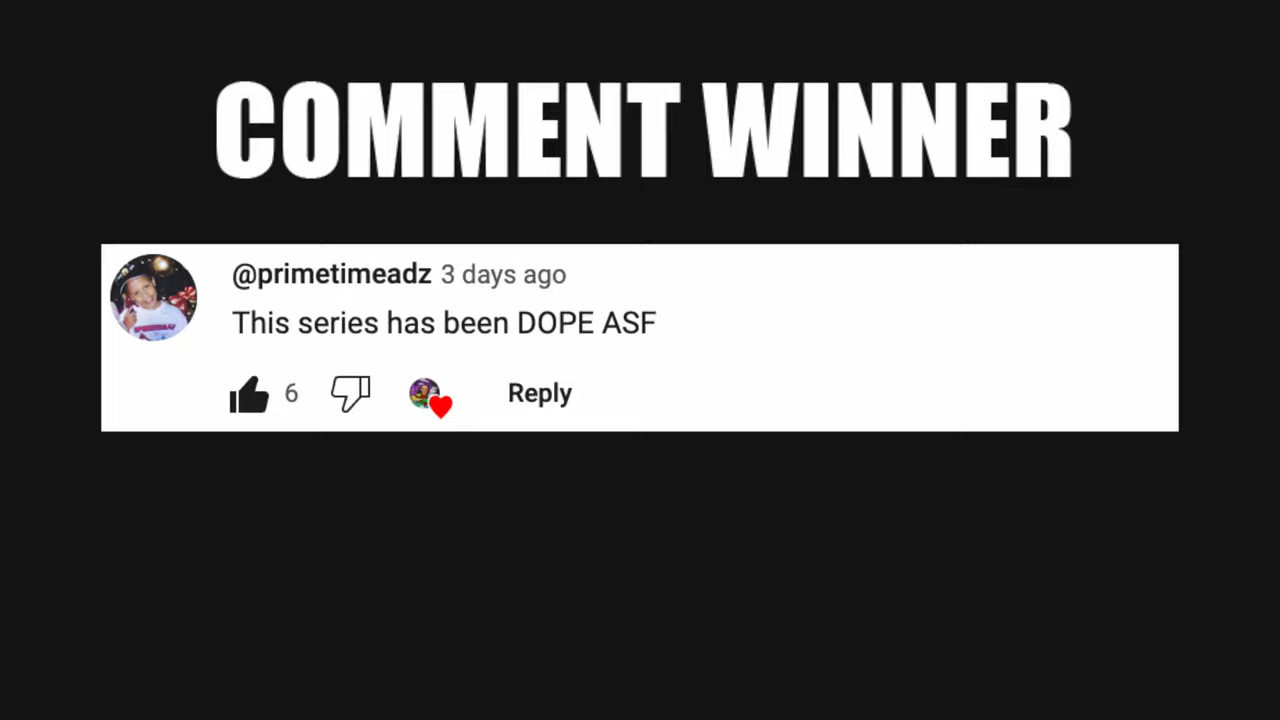 COMMENT WINNER
@primetimeadz 3 days ago
This series has been DOPE ASF
6 Reply